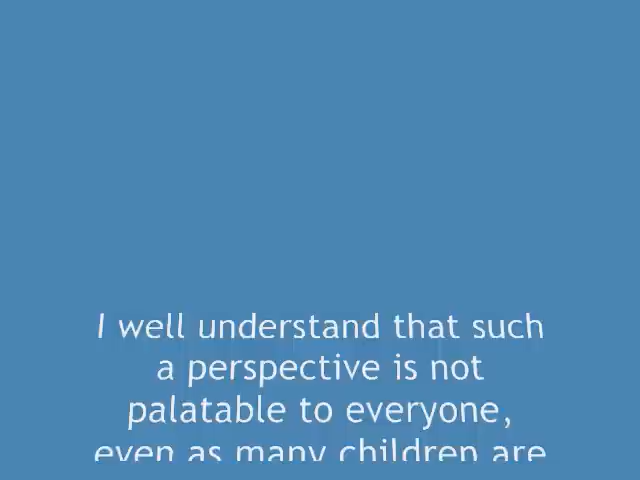 I well understand that such
a perspective is not
palatable to everyone,
even as many children are